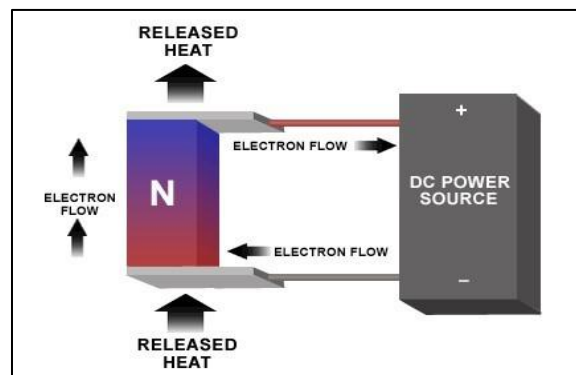 RELEASED
HEAT
+
ELECTRON FLOW
DC POWER
SOURCE
N
ELECTRON
FLOW
ELECTRON FLOW
–
RELEASED
HEAT